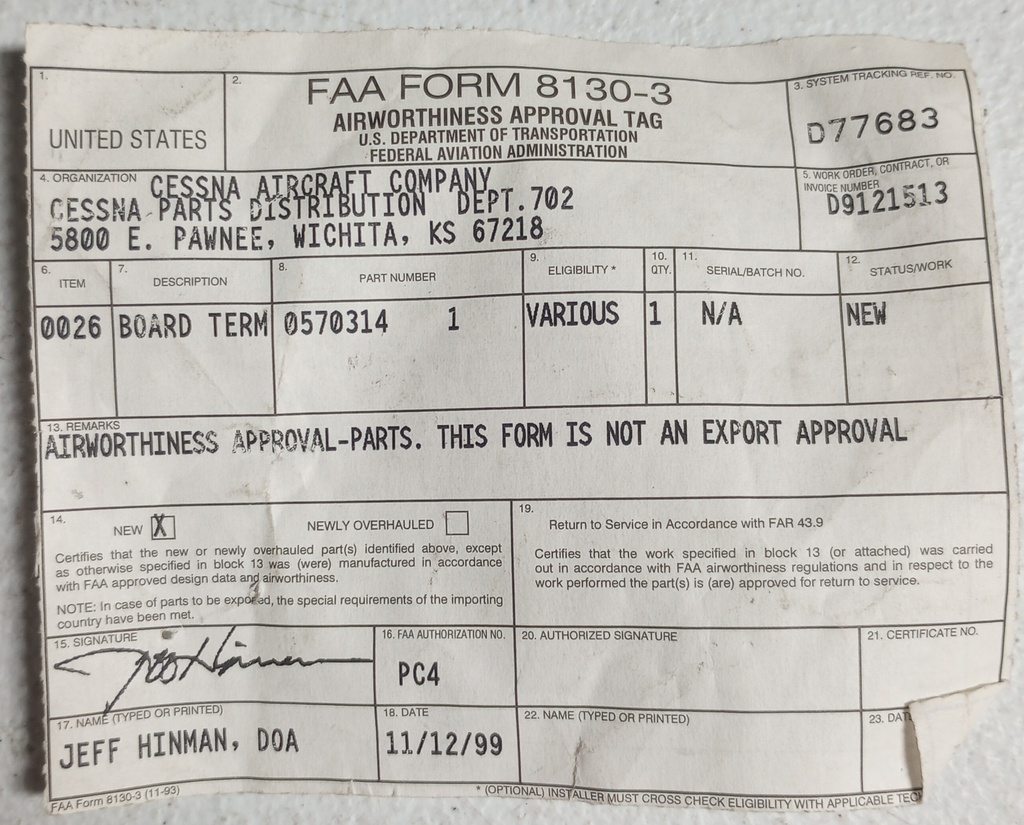 1.
UNITED STATES
2.
FAA FORM 8130-3
AIRWORTHINESS APPROVAL TAG
U.S. DEPARTMENT OF TRANSPORTATION
FEDERAL AVIATION ADMINISTRATION
3. SYSTEM TRACKING REF. NO.
D77683
4. ORGANIZATION CESSNA AIRCRAFT COMPANY
CESSNA PARTS DISTRIBUTION DEPT.702
5800 E. PAWNEE, WICHITA, KS 67218
5. WORK ORDER, CONTRACT, OR
INVOICE NUMBER
D9121513
6. ITEM
7. DESCRIPTION
8. PART NUMBER
9. ELIGIBILITY *
10. QTY.
11. SERIAL/BATCH NO.
12. STATUS/WORK
0026 BOARD TERM 0570314 1 VARIOUS 1 N/A NEW
13. REMARKS
AIRWORTHINESS APPROVAL-PARTS. THIS FORM IS NOT AN EXPORT APPROVAL
14.
NEW X NEWLY OVERHAULED
Certifies that the new or newly overhauled part(s) identified above, except
as otherwise specified in block 13 was (were) manufactured in accordance
with FAA approved design data and airworthiness.
NOTE: In case of parts to be exported, the special requirements of the importing
country have been met.
19.
Return to Service in Accordance with FAR 43.9
Certifies that the work specified in block 13 (or attached) was carried
out in accordance with FAA airworthiness regulations and in respect to the
work performed the part(s) is (are) approved for return to service.
15. SIGNATURE
16. FAA AUTHORIZATION NO.
PC4
20. AUTHORIZED SIGNATURE
21. CERTIFICATE NO.
17. NAME (TYPED OR PRINTED)
JEFF HINMAN, DOA
18. DATE
11/12/99
22. NAME (TYPED OR PRINTED)
23. DAT
FAA Form 8130-3 (11-93)
* (OPTIONAL) INSTALLER MUST CROSS CHECK ELIGIBILITY WITH APPLICABLE TEC